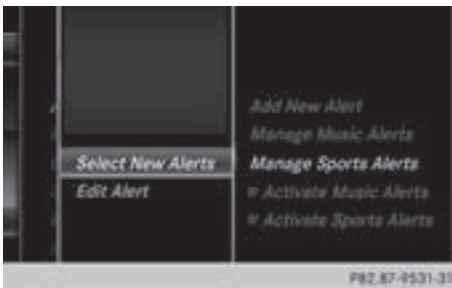 Select New Alerts
Edit Alert
Add New Alert
Manage Music Alerts
Manage Sports Alerts
Activate Music Alerts
Activate Sports Alerts
P82.87-9531-31